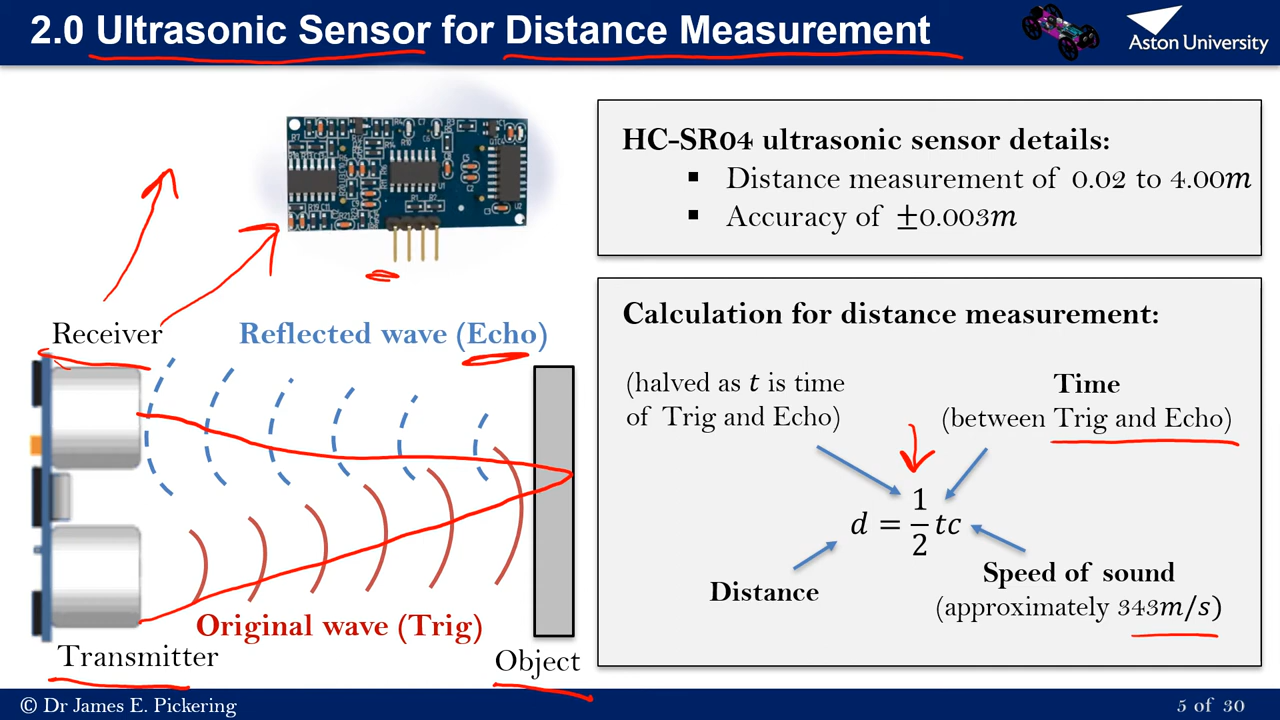 2.0 Ultrasonic Sensor for Distance Measurement
Aston University
HC-SR04 ultrasonic sensor details:
▪ Distance measurement of 0.02 to 4.00m
▪ Accuracy of ±0.003m
Receiver
Reflected wave (Echo)
Original wave (Trig)
Transmitter
Object
Calculation for distance measurement:
(halved as t is time
of Trig and Echo)
Time
(between Trig and Echo)
d = 1/2 tc
Distance
Speed of sound
(approximately 343m/s)
© Dr James E. Pickering
5 of 30